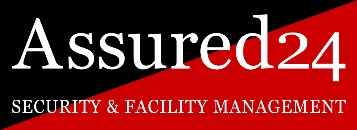 Assured24
SECURITY & FACILITY MANAGEMENT